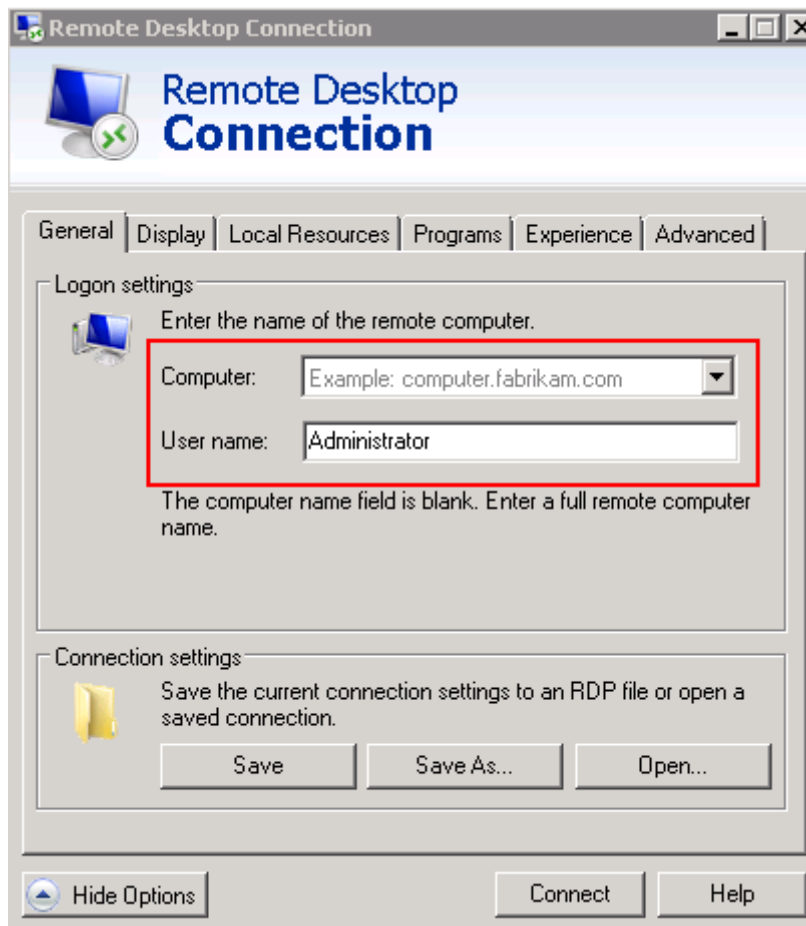 Remote Desktop Connection
Remote Desktop
Connection
General Display Local Resources Programs Experience Advanced
Logon settings
Enter the name of the remote computer.
Computer: Example: computer.fabrikam.com
User name: Administrator
The computer name field is blank. Enter a full remote computer
name.
Connection settings
Save the current connection settings to an RDP file or open a
saved connection.
Save Save As... Open...
Hide Options Connect Help